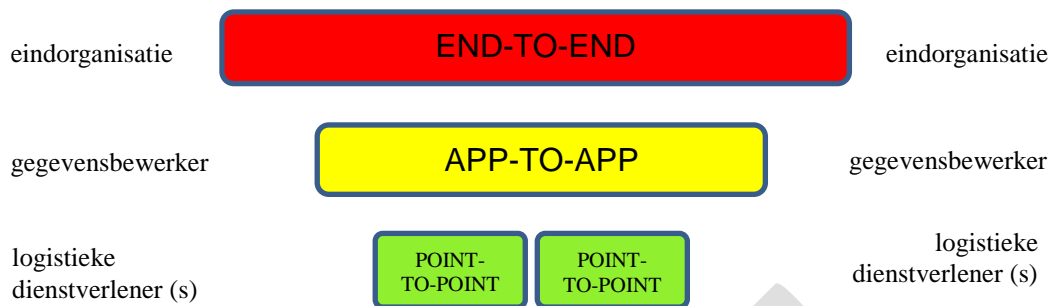 eindorganisatie END-TO-END eindorganisatie
gegevensbewerker APP-TO-APP gegevensbewerker
logistieke
dienstverlener (s)
POINT-
TO-POINT
POINT-
TO-POINT
logistieke
dienstverlener (s)